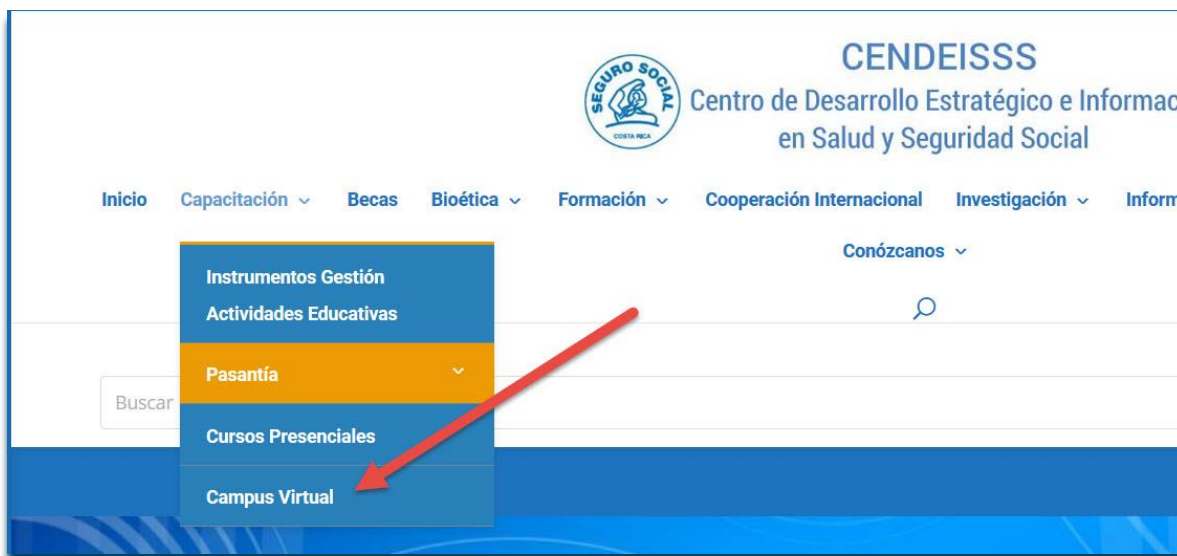 CENDEISSS
SEGURO SOCIAL
COSTA RICA
Centro de Desarrollo Estratégico e Informac
en Salud y Seguridad Social
Inicio Capacitación Becas Bioética Formación Cooperación Internacional Investigación Inform
Conózcanos
Instrumentos Gestión
Actividades Educativas
Pasantía
Buscar
Cursos Presenciales
Campus Virtual